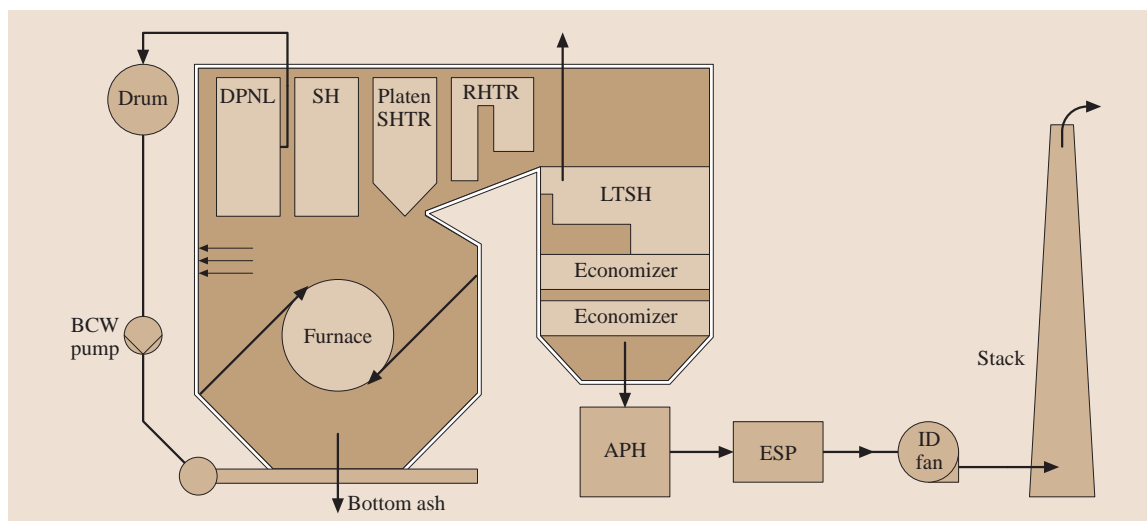 Drum
DPNL
SH
Platen
SHTR
RHTR
LTSH
Economizer
Economizer
Furnace
BCW
pump
Stack
APH
ESP
ID
fan
Bottom ash